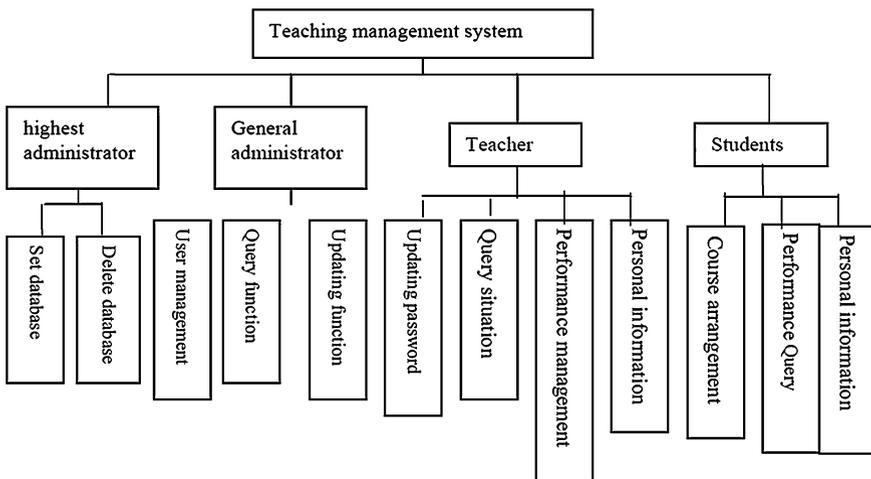 Teaching management system
highest
administrator
General
administrator
Teacher
Students
Set database
Delete database
User management
Query function
Updating function
Updating password
Query situation
Performance management
Personal information
Course arrangement
Performance Query
Personal information